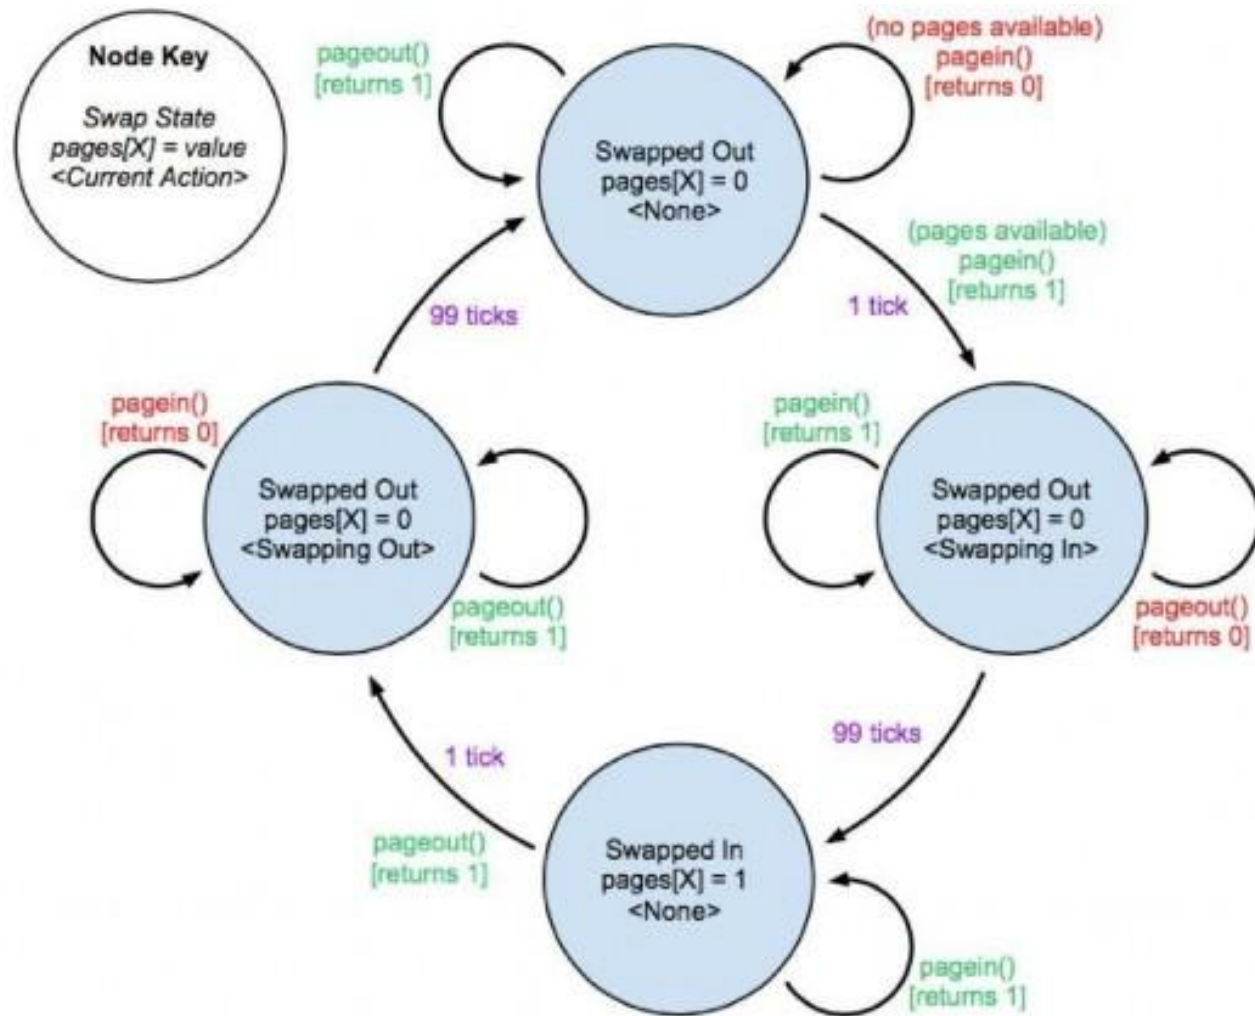 Node Key
Swap State
pages[X] = value
<Current Action>
pageout()
[returns 1]
(no pages available)
pagein()
[returns 0]
Swapped Out
pages[X] = 0
<None>
(pages available)
pagein()
[returns 1]
99 ticks
1 tick
pagein()
[returns 0]
Swapped Out
pages[X] = 0
<Swapping Out>
pageout()
[returns 1]
pagein()
[returns 1]
Swapped Out
pages[X] = 0
<Swapping In>
pageout()
[returns 0]
1 tick
99 ticks
pageout()
[returns 1]
Swapped In
pages[X] = 1
<None>
pagein()
[returns 1]